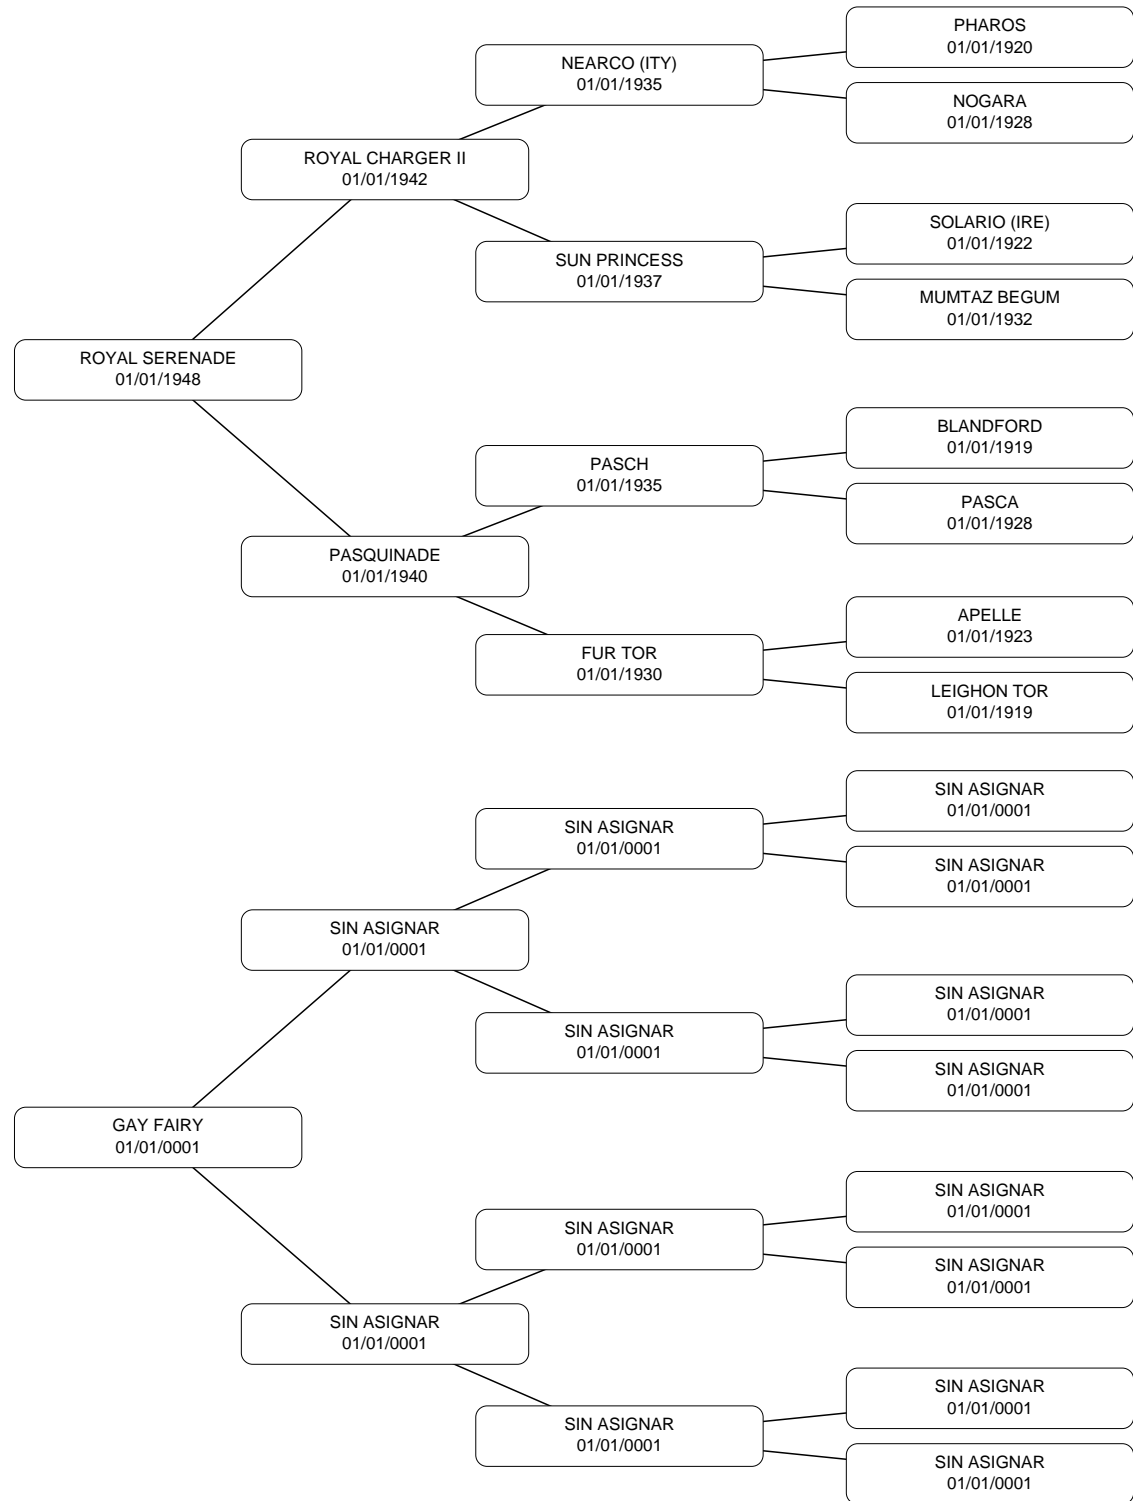 PHAROS
01/01/1920
NEARCO (ITY)
01/01/1935
NOGARA
01/01/1928
ROYAL CHARGER II
01/01/1942
SOLARIO (IRE)
01/01/1922
SUN PRINCESS
01/01/1937
MUMTAZ BEGUM
01/01/1932
ROYAL SERENADE
01/01/1948
BLANDFORD
01/01/1919
PASCH
01/01/1935
PASCA
01/01/1928
PASQUINADE
01/01/1940
APELLE
01/01/1923
FUR TOR
01/01/1930
LEIGHON TOR
01/01/1919
SIN ASIGNAR
01/01/0001
SIN ASIGNAR
01/01/0001
SIN ASIGNAR
01/01/0001
SIN ASIGNAR
01/01/0001
SIN ASIGNAR
01/01/0001
SIN ASIGNAR
01/01/0001
SIN ASIGNAR
01/01/0001
GAY FAIRY
01/01/0001
SIN ASIGNAR
01/01/0001
SIN ASIGNAR
01/01/0001
SIN ASIGNAR
01/01/0001
SIN ASIGNAR
01/01/0001
SIN ASIGNAR
01/01/0001
SIN ASIGNAR
01/01/0001
SIN ASIGNAR
01/01/0001